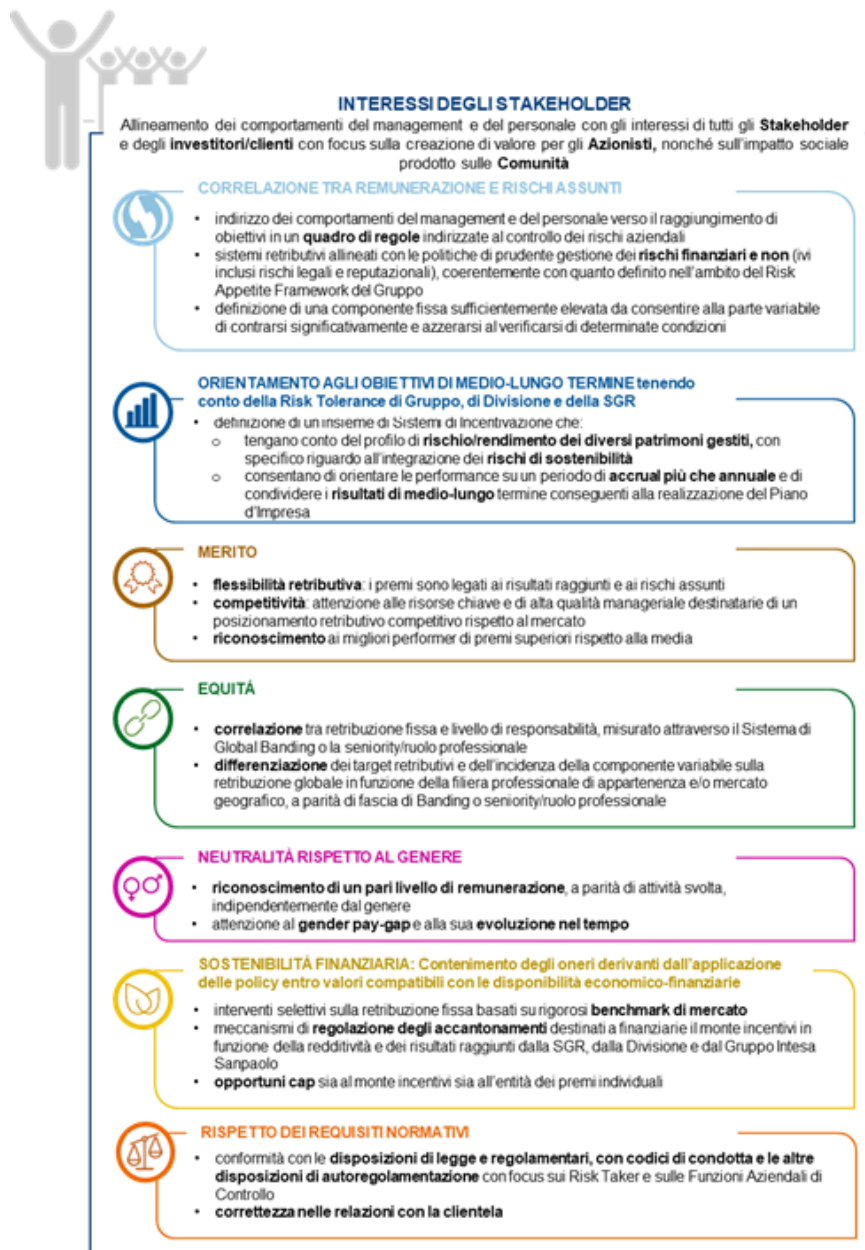 INTERESSI DEGLI STAKEHOLDER
Allineamento dei comportamenti del management e del personale con gli interessi di tutti gli Stakeholder
e degli investitori/clienti con focus sulla creazione di valore per gli Azionisti, nonché sull'impatto sociale
prodotto sulle Comunità
CORRELAZIONE TRA REMUNERAZIONE E RISCHI ASSUNTI
• indirizzo dei comportamenti del management e del personale verso il raggiungimento di
obiettivi in un quadro di regole indirizzate al controllo dei rischi aziendali
• sistemi retributivi allineati con le politiche di prudente gestione dei rischi finanziari e non (ivi
inclusi rischi legali e reputazionali), coerentemente con quanto definito nell'ambito del Risk
Appetite Framework del Gruppo
• definizione di una componente fissa sufficientemente elevata da consentire alla parte variabile
di contrarsi significativamente e azzerarsi al verificarsi di determinate condizioni
ORIENTAMENTO AGLI OBIETTIVI DI MEDIO-LUNGO TERMINE tenendo
conto della Risk Tolerance di Gruppo, di Divisione e della SGR
• definizione di un insieme di Sistemi di Incentivazione che:
o tengano conto del profilo di rischio/rendimento dei diversi patrimoni gestiti, con
specifico riguardo all'integrazione dei rischi di sostenibilità
o consentano di orientare le performance su un periodo di accrual più che annuale e di
condividere i risultati di medio-lungo termine conseguenti alla realizzazione del Piano
d'Impresa
MERITO
• flessibilità retributiva: i premi sono legati ai risultati raggiunti e ai rischi assunti
• competitività: attenzione alle risorse chiave e di alta qualità manageriale destinatarie di un
posizionamento retributivo competitivo rispetto al mercato
• riconoscimento ai migliori performer di premi superiori rispetto alla media
EQUITÁ
• correlazione tra retribuzione fissa e livello di responsabilità, misurato attraverso il Sistema di
Global Banding o la seniority/ruolo professionale
• differenziazione dei target retributivi e dell'incidenza della componente variabile sulla
retribuzione globale in funzione della filiera professionale di appartenenza e/o mercato
geografico, a parità di fascia di Banding o seniority/ruolo professionale
NEUTRALITÀ RISPETTO AL GENERE
• riconoscimento di un pari livello di remunerazione, a parità di attività svolta,
indipendentemente dal genere
• attenzione al gender pay-gap e alla sua evoluzione nel tempo
SOSTENIBILITÁ FINANZIARIA: Contenimento degli oneri derivanti dall'applicazione
delle policy entro valori compatibili con le disponibilità economico-finanziarie
• interventi selettivi sulla retribuzione fissa basati su rigorosi benchmark di mercato
• meccanismi di regolazione degli accantonamenti destinati a finanziarie il monte incentivi in
funzione della redditività e dei risultati raggiunti dalla SGR, dalla Divisione e dal Gruppo Intesa
Sanpaolo
• opportuni cap sia al monte incentivi sia all'entità dei premi individuali
RISPETTO DEI REQUISITI NORMATIVI
• conformità con le disposizioni di legge e regolamentari, con codici di condotta e le altre
disposizioni di autoregolamentazione con focus sui Risk Taker e sulle Funzioni Aziendali di
Controllo
• correttezza nelle relazioni con la clientela